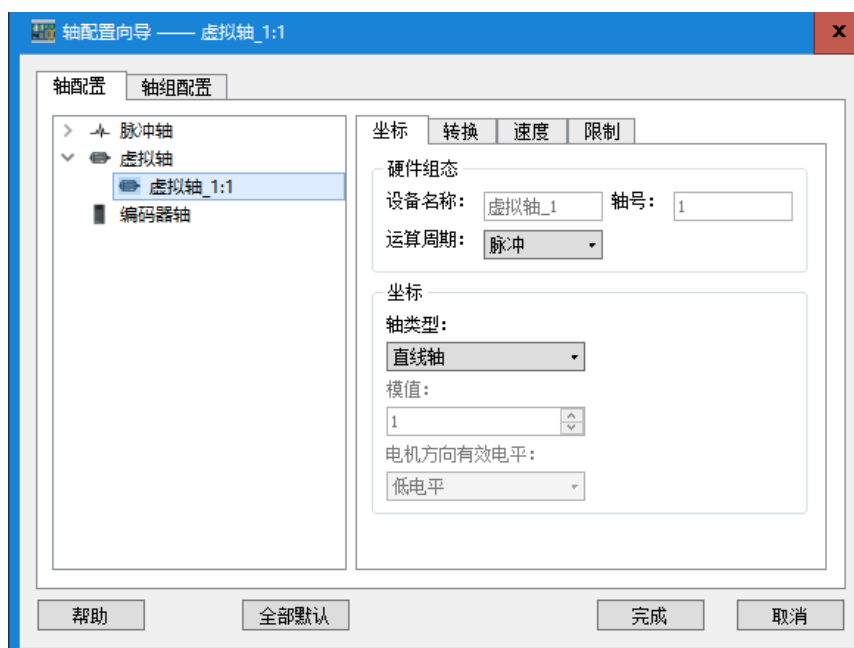 轴配置向导 —— 虚拟轴_1:1
x
轴配置 轴组配置
脉冲轴
虚拟轴
虚拟轴_1:1
编码器轴
坐标 转换 速度 限制
硬件组态
设备名称: 虚拟轴_1 轴号: 1
运算周期: 脉冲
坐标
轴类型:
直线轴
模值:
1
电机方向有效电平:
低电平
帮助 全部默认 完成 取消